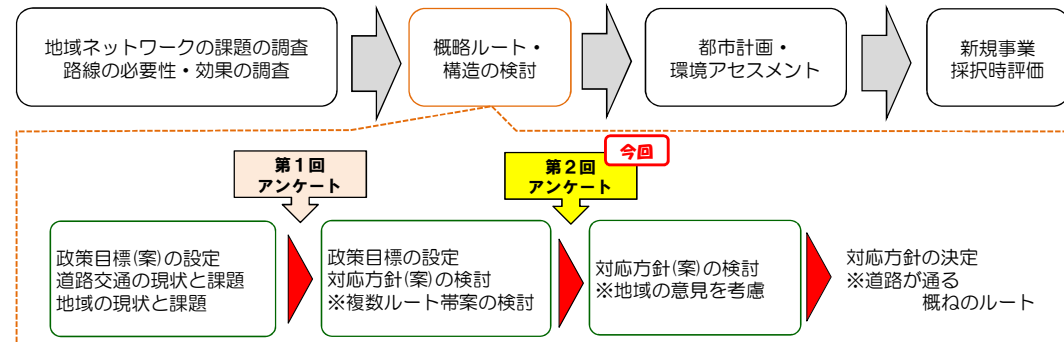 地域ネットワークの課題の調査
路線の必要性・効果の調査
概略ルート・
構造の検討
都市計画・
環境アセスメント
新規事業
採択時評価
第１回
アンケート
今回
第２回
アンケート
政策目標(案)の設定
道路交通の現状と課題
地域の現状と課題
政策目標の設定
対応方針(案)の検討
※複数ルート帯案の検討
対応方針(案)の検討
※地域の意見を考慮
対応方針の決定
※道路が通る
概ねのルート